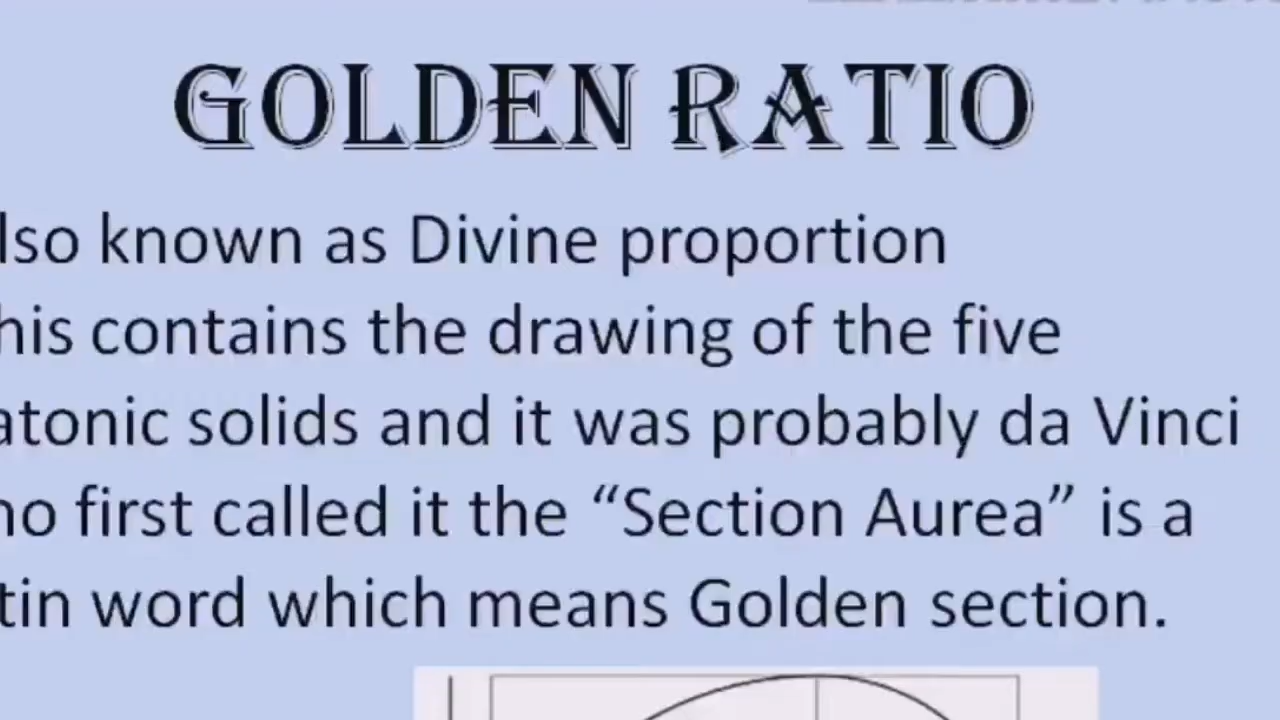 GOLDEN RATIO
lso known as Divine proportion
his contains the drawing of the five
atonic solids and it was probably da Vinci
ho first called it the “Section Aurea” is a
tin word which means Golden section.